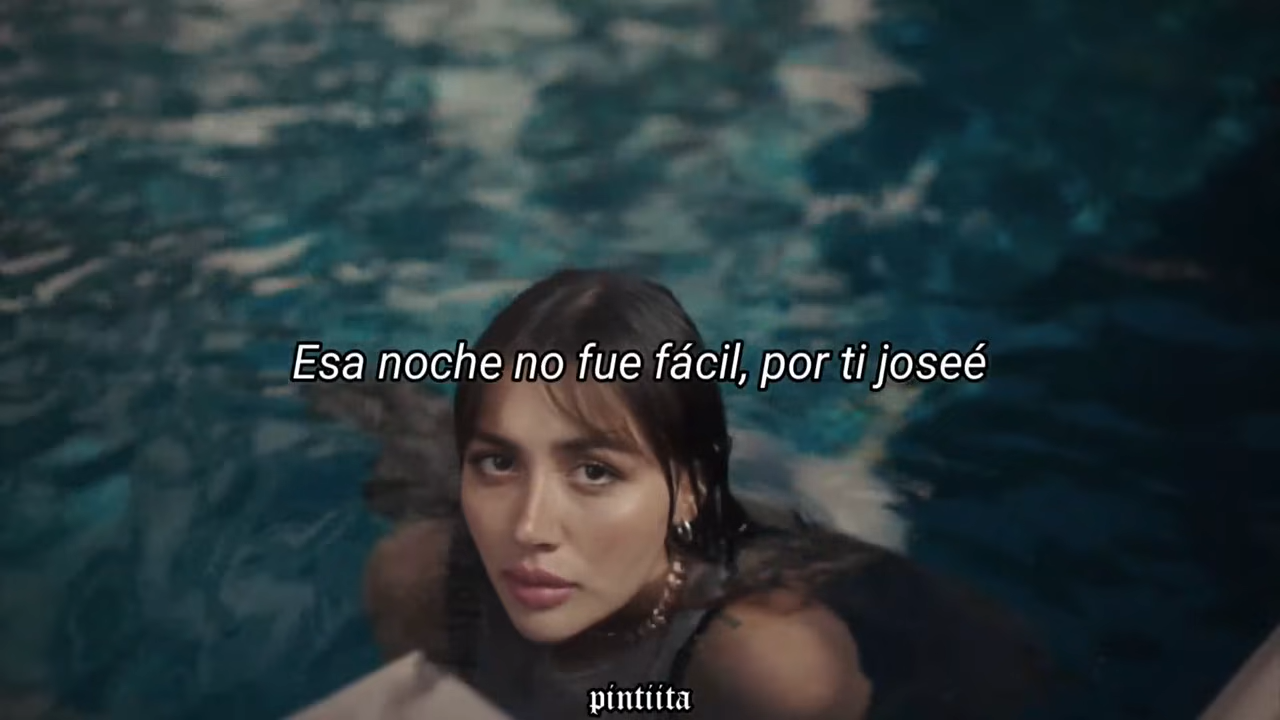 Esa noche no fue fácil, por ti joseé
pintiita